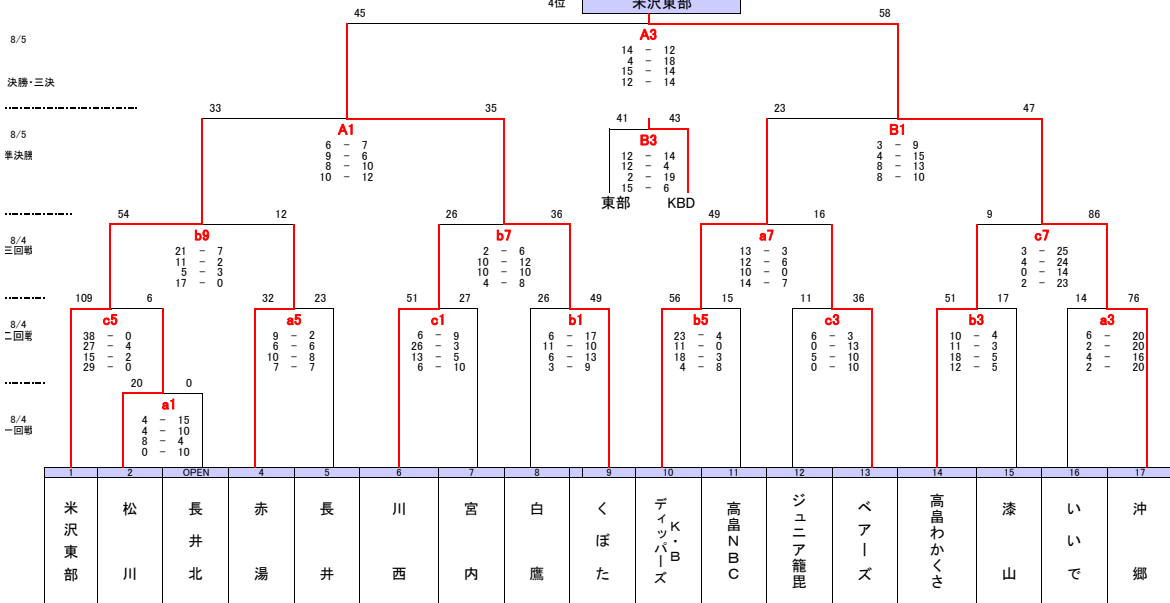 4位 米沢東部
45 58
8/5
A3
14 － 12
4 － 18
15 － 14
12 － 14
決勝・三決
33 35 41 43 23 47
8/5
準決勝
A1
6 － 7
9 － 6
8 － 10
10 － 12
B3
12 － 14
12 － 4
2 － 19
15 － 6
東部 KBD
B1
3 － 9
4 － 15
8 － 13
8 － 10
54 12 26 36 49 16 9 86
8/4
三回戦
b9
21 － 7
11 － 2
5 － 3
17 － 0
b7
2 － 6
10 － 12
10 － 10
4 － 8
a7
13 － 3
12 － 6
10 － 0
14 － 7
c7
3 － 25
4 － 24
0 － 14
2 － 23
109 6 32 23 51 27 26 49 56 15 11 36 51 17 14 76
8/4
二回戦
c5
38 － 0
27 － 4
15 － 2
29 － 0
a5
9 － 2
6 － 6
10 － 8
7 － 7
c1
6 － 9
26 － 3
13 － 5
6 － 10
b1
6 － 17
11 － 10
6 － 13
3 － 9
b5
23 － 4
11 － 0
18 － 3
4 － 8
c3
6 － 3
0 － 13
5 － 10
0 － 10
b3
10 － 4
11 － 3
18 － 5
12 － 5
a3
6 － 20
2 － 20
4 － 16
2 － 20
20 0
8/4
一回戦
a1
4 － 15
4 － 10
8 － 4
0 － 10
1 2 OPEN 4 5 6 7 8 9 10 11 12 13 14 15 16 17
米沢東部
松川
長井北
赤湯
長井
川西
宮内
白鷹
くぼた
K・B
ディッパーズ
高畠NBC
ジュニア籠毘
ベアーズ
高畠わかくさ
漆山
いいで
沖郷